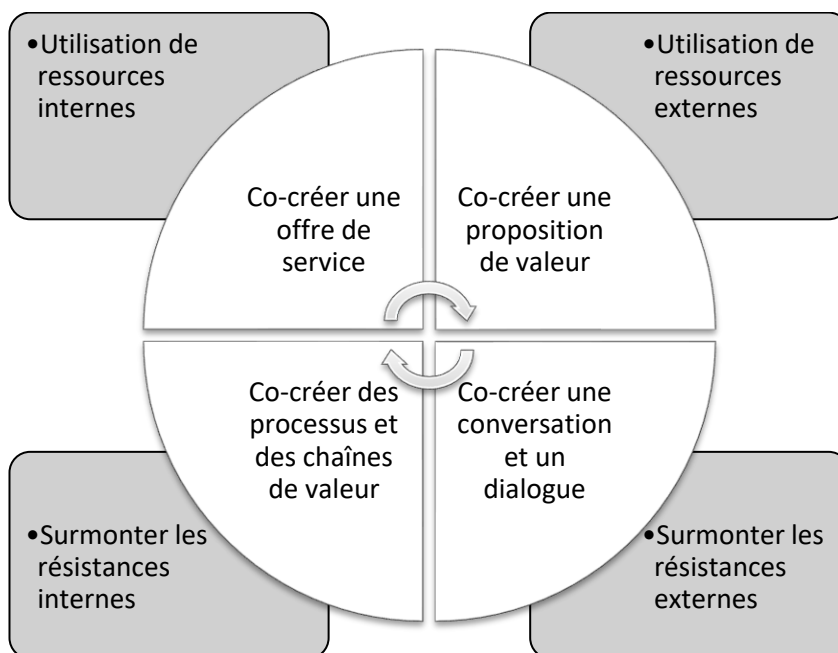 •Utilisation de
ressources
internes
•Utilisation de
ressources
externes
Co-créer une
offre de
service
Co-créer une
proposition
de valeur
Co-créer des
processus et
des chaînes
de valeur
Co-créer une
conversation
et un
dialogue
•Surmonter les
résistances
internes
•Surmonter les
résistances
externes